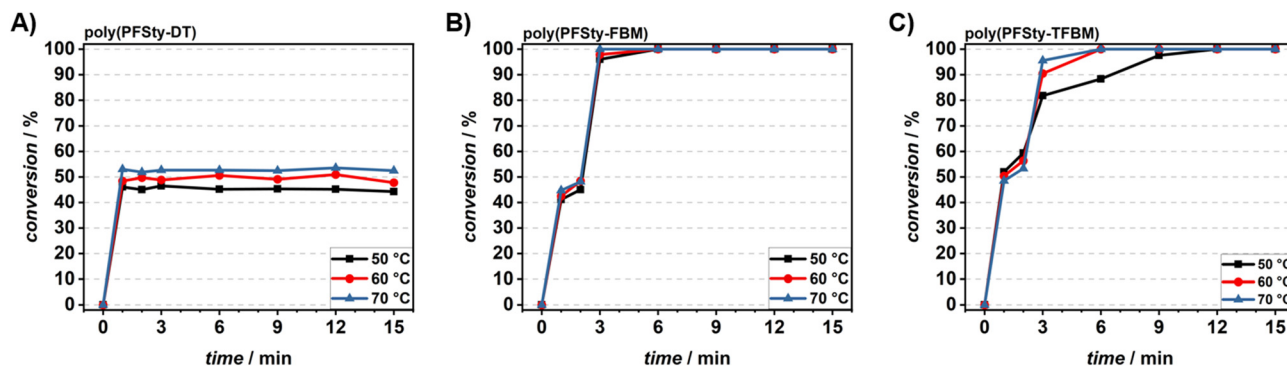 A)
poly(PFSty-DT)
100
90
80
70
60
50
40
30
20
10
0
conversion / %
0 3 6 9 12 15
time / min
50 °C
60 °C
70 °C
B)
poly(PFSty-FBM)
100
90
80
70
60
50
40
30
20
10
0
conversion / %
0 3 6 9 12 15
time / min
50 °C
60 °C
70 °C
C)
poly(PFSty-TFBM)
100
90
80
70
60
50
40
30
20
10
0
conversion / %
0 3 6 9 12 15
time / min
50 °C
60 °C
70 °C